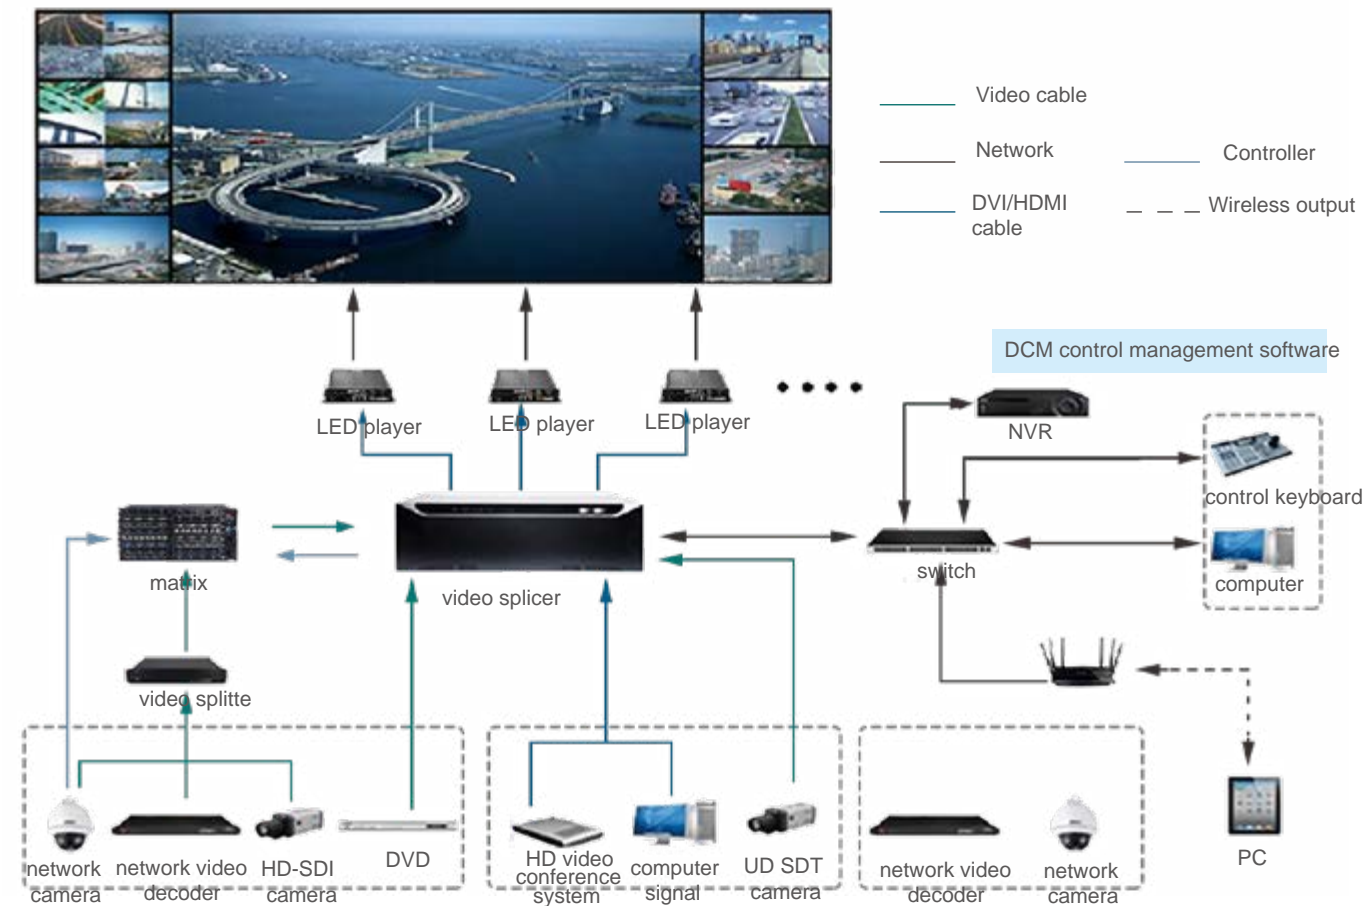 Video cable
Network
Controller
DVI/HDMI
cable
Wireless output
DCM control management software
LED player
LED player
LED player
NVR
control keyboard
matrix
video splicer
switch
computer
video splitte
network
camera
network video
decoder
HD-SDI
camera
DVD
HD video
conference
system
computer
signal
UD SDT
camera
network video
decoder
network
camera
PC